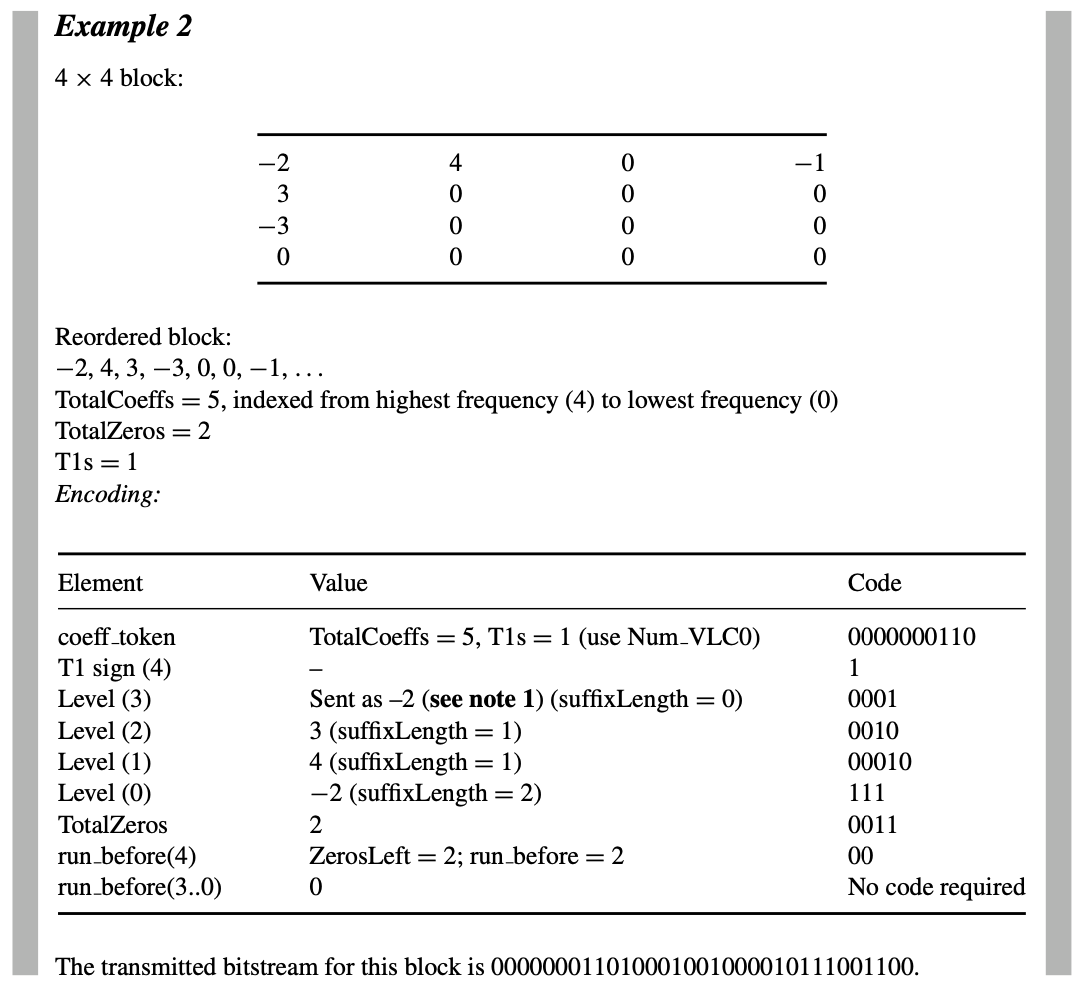 Example 2
4 × 4 block:
−2 4 0 −1
3 0 0 0
−3 0 0 0
0 0 0 0
Reordered block:
−2, 4, 3, −3, 0, 0, −1, . . .
TotalCoeffs = 5, indexed from highest frequency (4) to lowest frequency (0)
TotalZeros = 2
T1s = 1
Encoding:
Element Value Code
coeff_token TotalCoeffs = 5, T1s = 1 (use Num_VLC0) 0000000110
T1 sign (4) – 1
Level (3) Sent as –2 (see note 1) (suffixLength = 0) 0001
Level (2) 3 (suffixLength = 1) 0010
Level (1) 4 (suffixLength = 1) 00010
Level (0) −2 (suffixLength = 2) 111
TotalZeros 2 0011
run_before(4) ZerosLeft = 2; run_before = 2 00
run_before(3..0) 0 No code required
The transmitted bitstream for this block is 000000011010001001000010111001100.